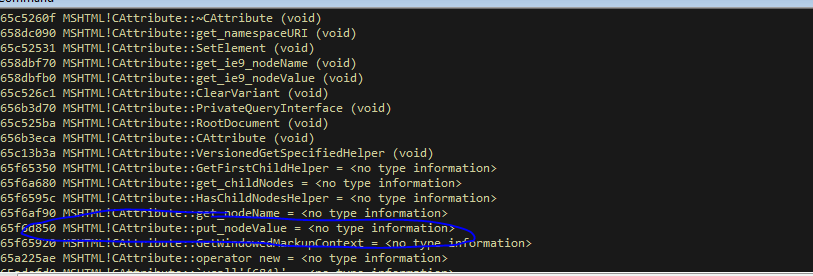 65c5260f MSHTML!CAttribute::~CAttribute (void)
658dc090 MSHTML!CAttribute::get_namespaceURI (void)
65c52531 MSHTML!CAttribute::SetElement (void)
658dbf70 MSHTML!CAttribute::get_ie9_nodeName (void)
658dbfb0 MSHTML!CAttribute::get_ie9_nodeValue (void)
65c526c1 MSHTML!CAttribute::ClearVariant (void)
656b3d70 MSHTML!CAttribute::PrivateQueryInterface (void)
65c525ba MSHTML!CAttribute::RootDocument (void)
656b3eca MSHTML!CAttribute::CAttribute (void)
65c13b3a MSHTML!CAttribute::VersionedGetSpecifiedHelper (void)
65f65350 MSHTML!CAttribute::GetFirstChildHelper = <no type information>
65f6a680 MSHTML!CAttribute::get_childNodes = <no type information>
65f6595c MSHTML!CAttribute::HasChildNodesHelper = <no type information>
65f6af90 MSHTML!CAttribute::get_nodeName = <no type information>
65f6d850 MSHTML!CAttribute::put_nodeValue = <no type information>
65f65920 MSHTML!CAttribute::GetWindowedMarkupContext = <no type information>
65a225ae MSHTML!CAttribute::operator new = <no type information>